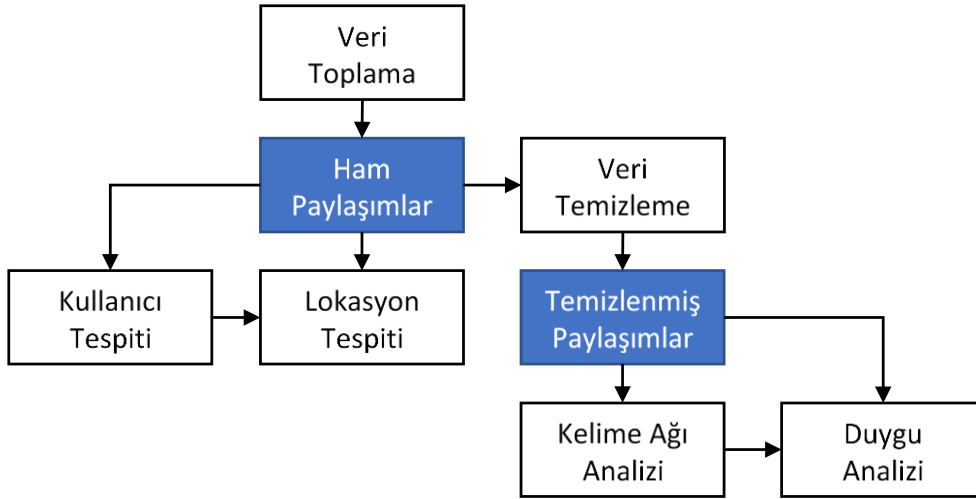 Veri
Toplama
Ham
Paylaşımlar
Veri
Temizleme
Kullanıcı
Tespiti
Lokasyon
Tespiti
Temizlenmiş
Paylaşımlar
Kelime Ağı
Analizi
Duygu
Analizi